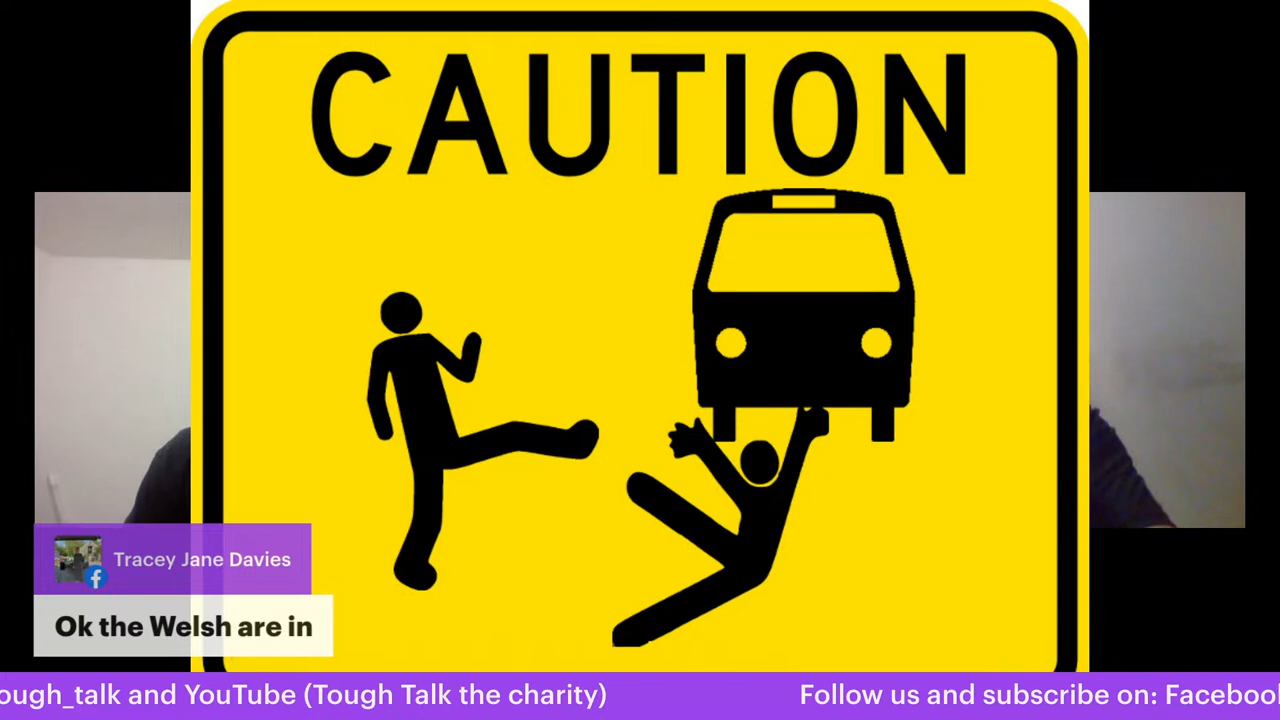 CAUTION
Tracey Jane Davies
Ok the Welsh are in
ough_talk and YouTube (Tough Talk the charity)
Follow us and subscribe on: Facebook